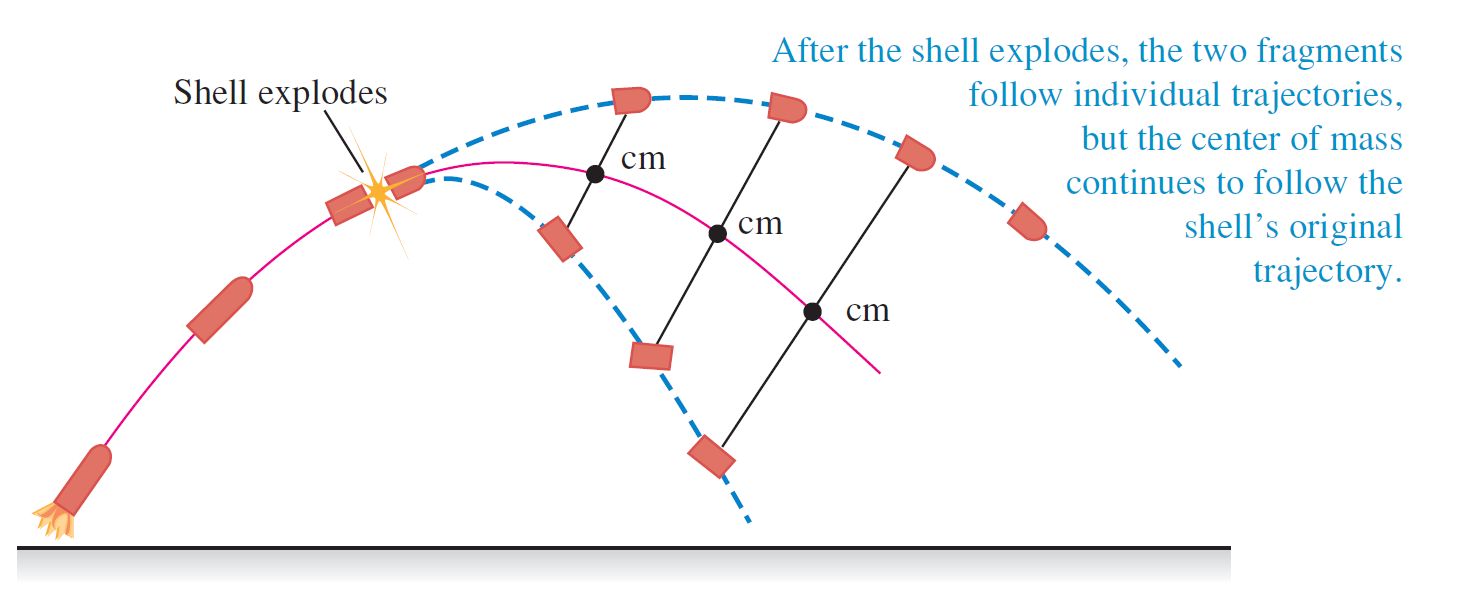 After the shell explodes, the two fragments
follow individual trajectories,
but the center of mass
continues to follow the
shell's original
trajectory.
Shell explodes
cm
cm
cm